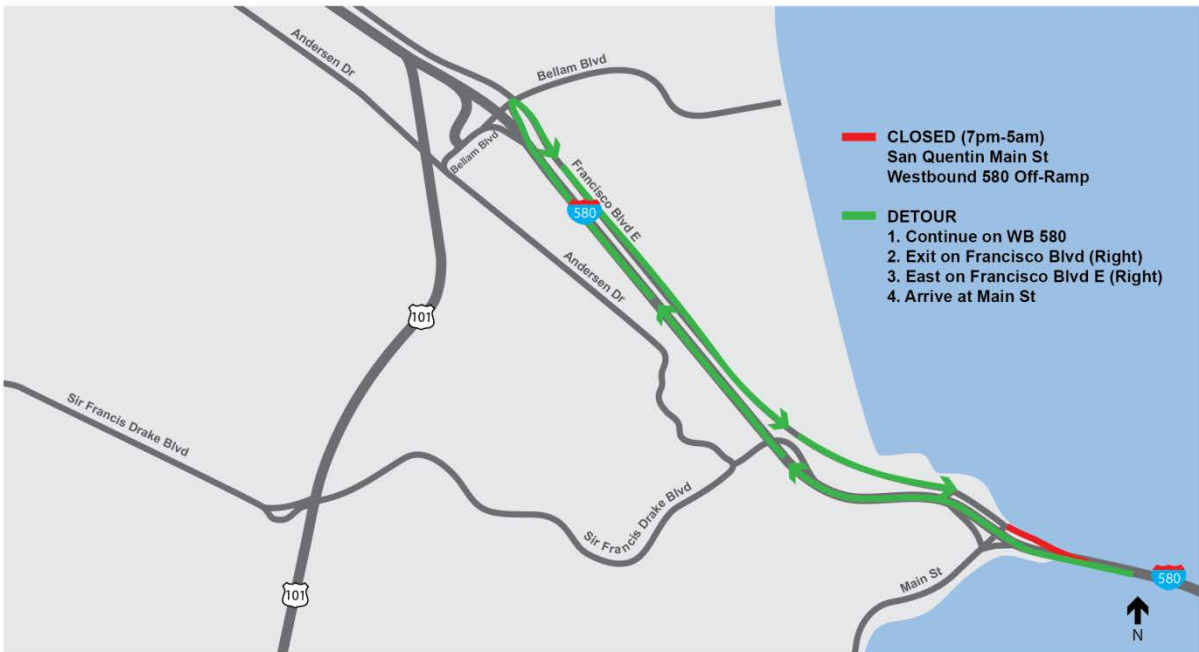 Andersen Dr
Bellam Blvd
Bellam Blvd
Francisco Blvd E
580
Andersen Dr
101
Sir Francis Drake Blvd
Sir Francis Drake Blvd
Main St
101
580
N
CLOSED (7pm-5am)
San Quentin Main St
Westbound 580 Off-Ramp
DETOUR
1. Continue on WB 580
2. Exit on Francisco Blvd (Right)
3. East on Francisco Blvd E (Right)
4. Arrive at Main St